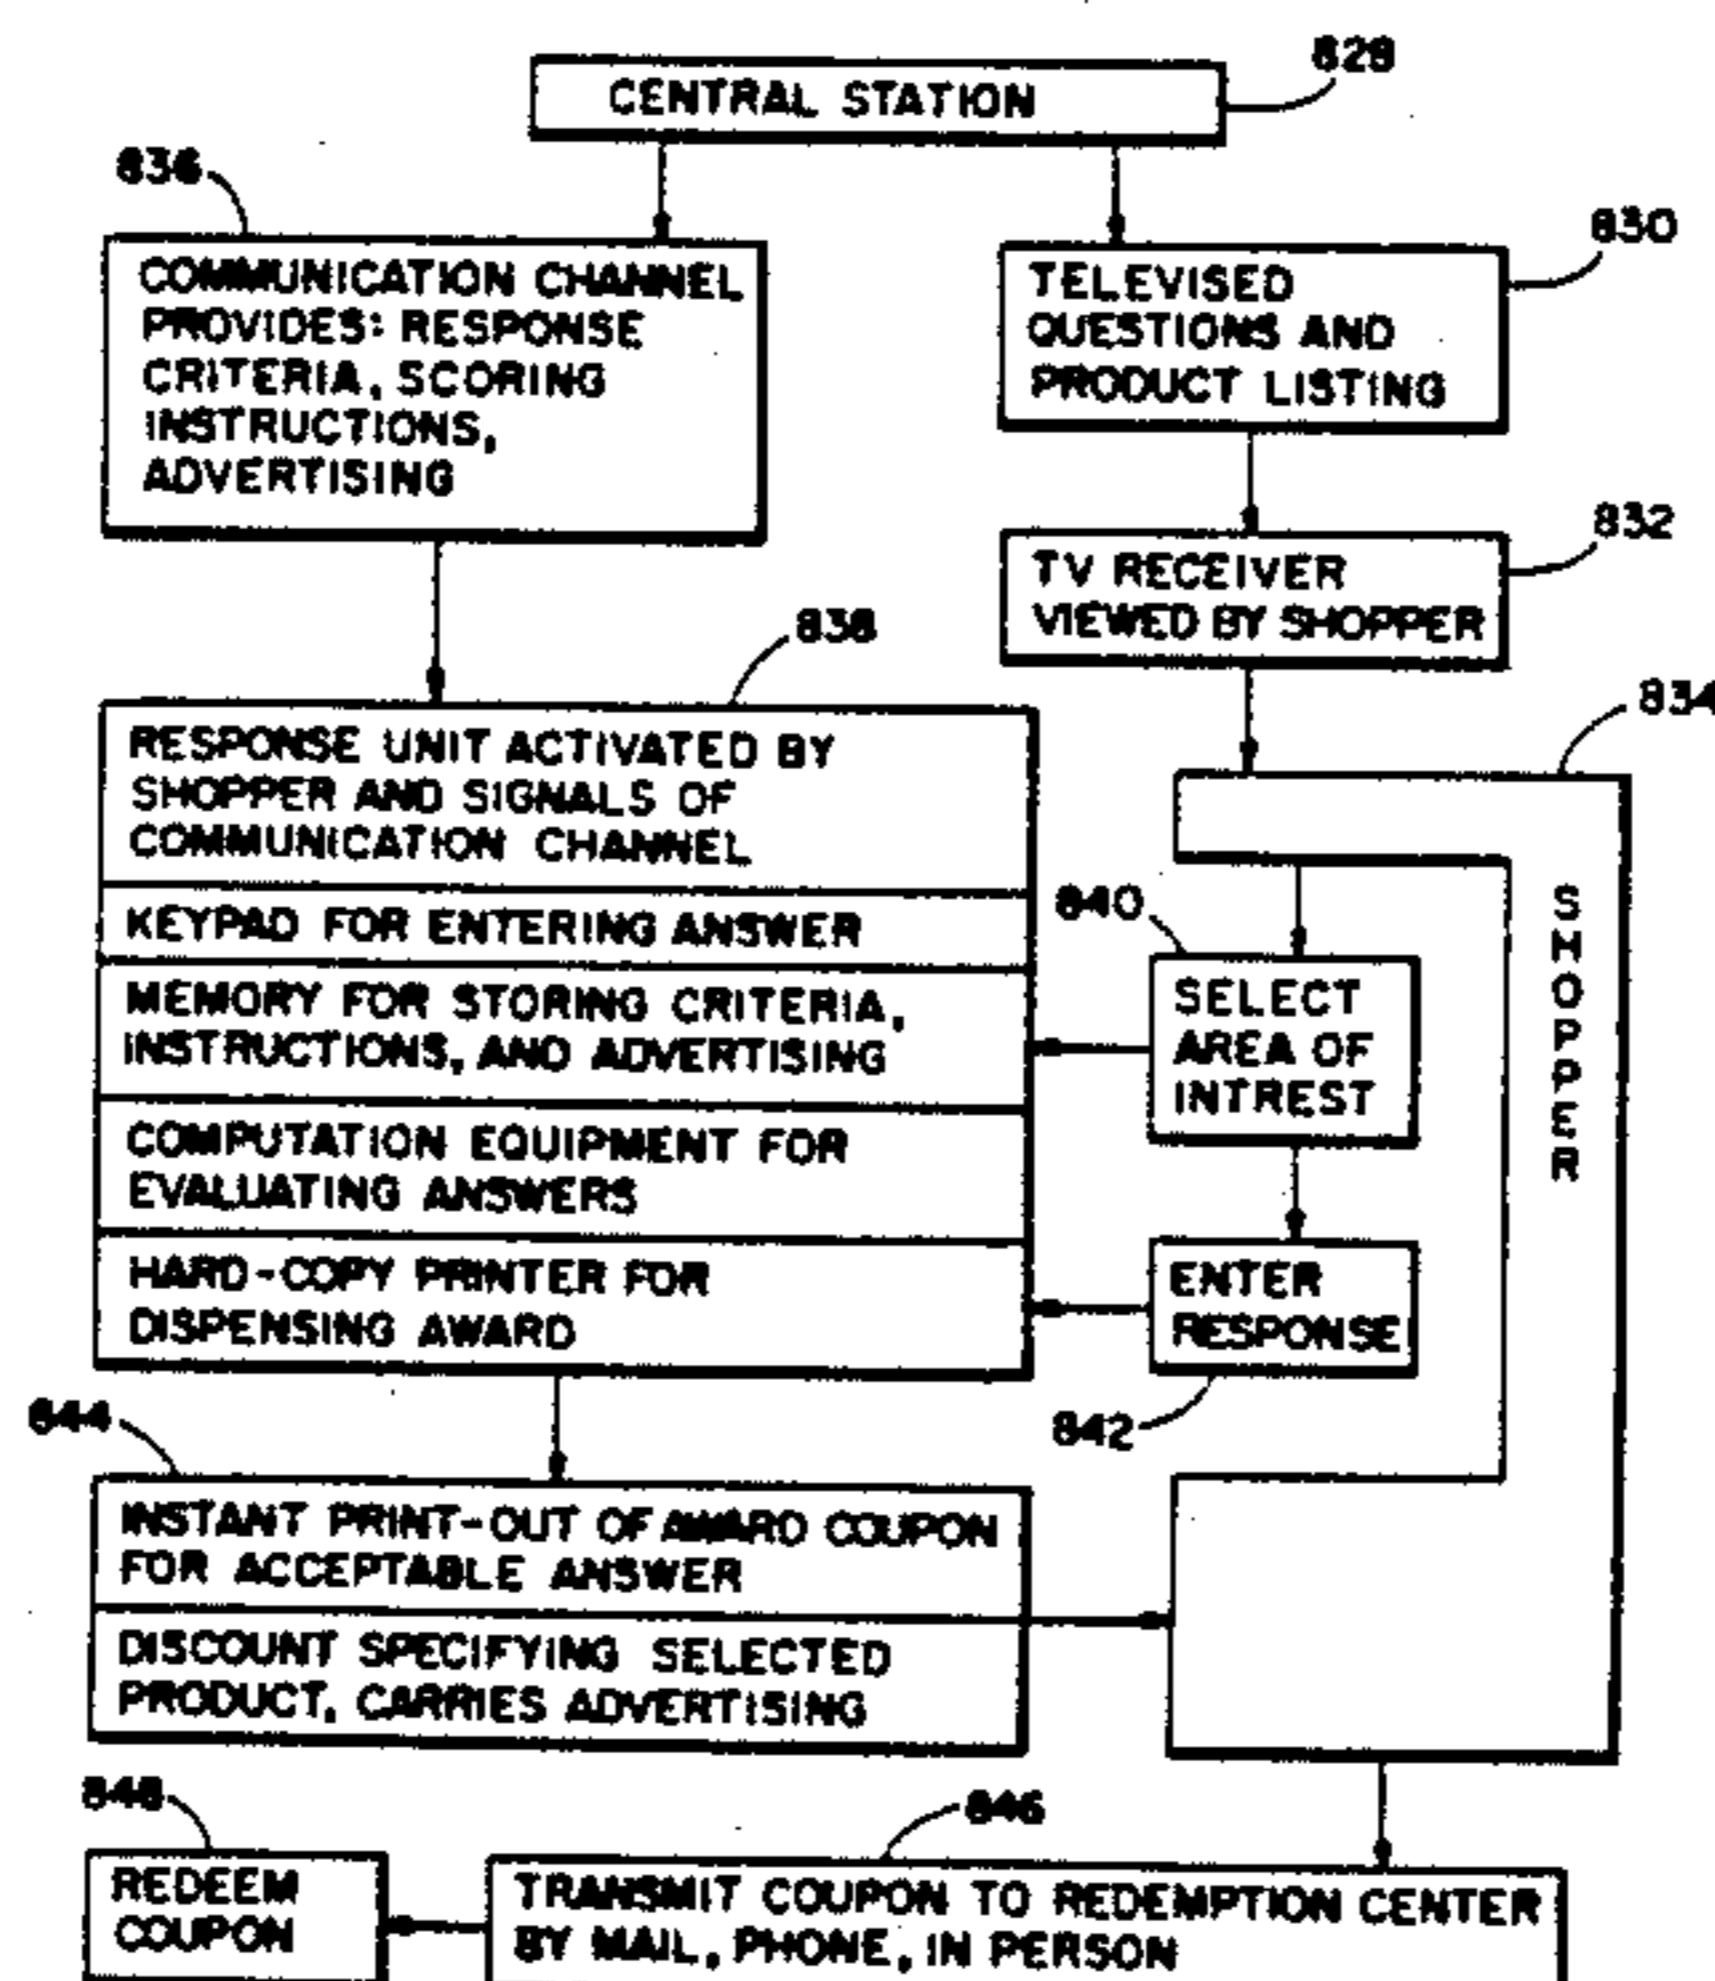 829
CENTRAL STATION
836
COMMUNICATION CHANNEL
PROVIDES: RESPONSE
CRITERIA, SCORING
INSTRUCTIONS,
ADVERTISING
830
TELEVISED
QUESTIONS AND
PRODUCT LISTING
832
TV RECEIVER
VIEWED BY SHOPPER
838
RESPONSE UNIT ACTIVATED BY
SHOPPER AND SIGNALS OF
COMMUNICATION CHANNEL
KEYPAD FOR ENTERING ANSWER
MEMORY FOR STORING CRITERIA,
INSTRUCTIONS, AND ADVERTISING
COMPUTATION EQUIPMENT FOR
EVALUATING ANSWERS
HARD-COPY PRINTER FOR
DISPENSING AWARD
834
SHOPPER
840
SELECT
AREA OF
INTREST
ENTER
RESPONSE
842
844
INSTANT PRINT-OUT OF AWARD COUPON
FOR ACCEPTABLE ANSWER
DISCOUNT SPECIFYING SELECTED
PRODUCT, CARRIES ADVERTISING
848
REDEEM
COUPON
846
TRANSMIT COUPON TO REDEMPTION CENTER
BY MAIL, PHONE, IN PERSON